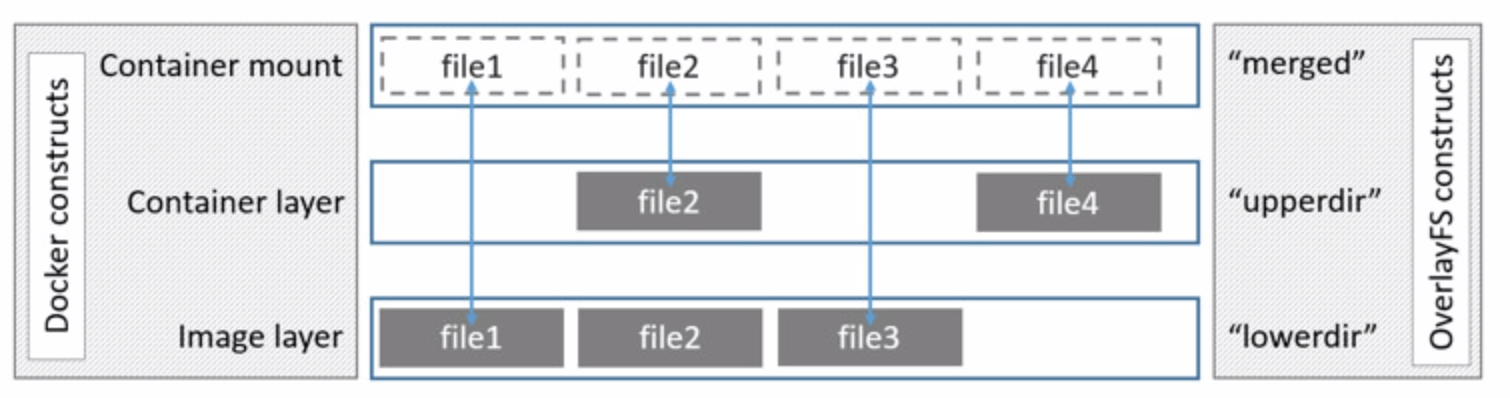 Docker constructs
Container mount
file1 file2 file3 file4
“merged”
Container layer
file2 file4
“upperdir”
Image layer
file1 file2 file3
“lowerdir”
OverlayFS constructs